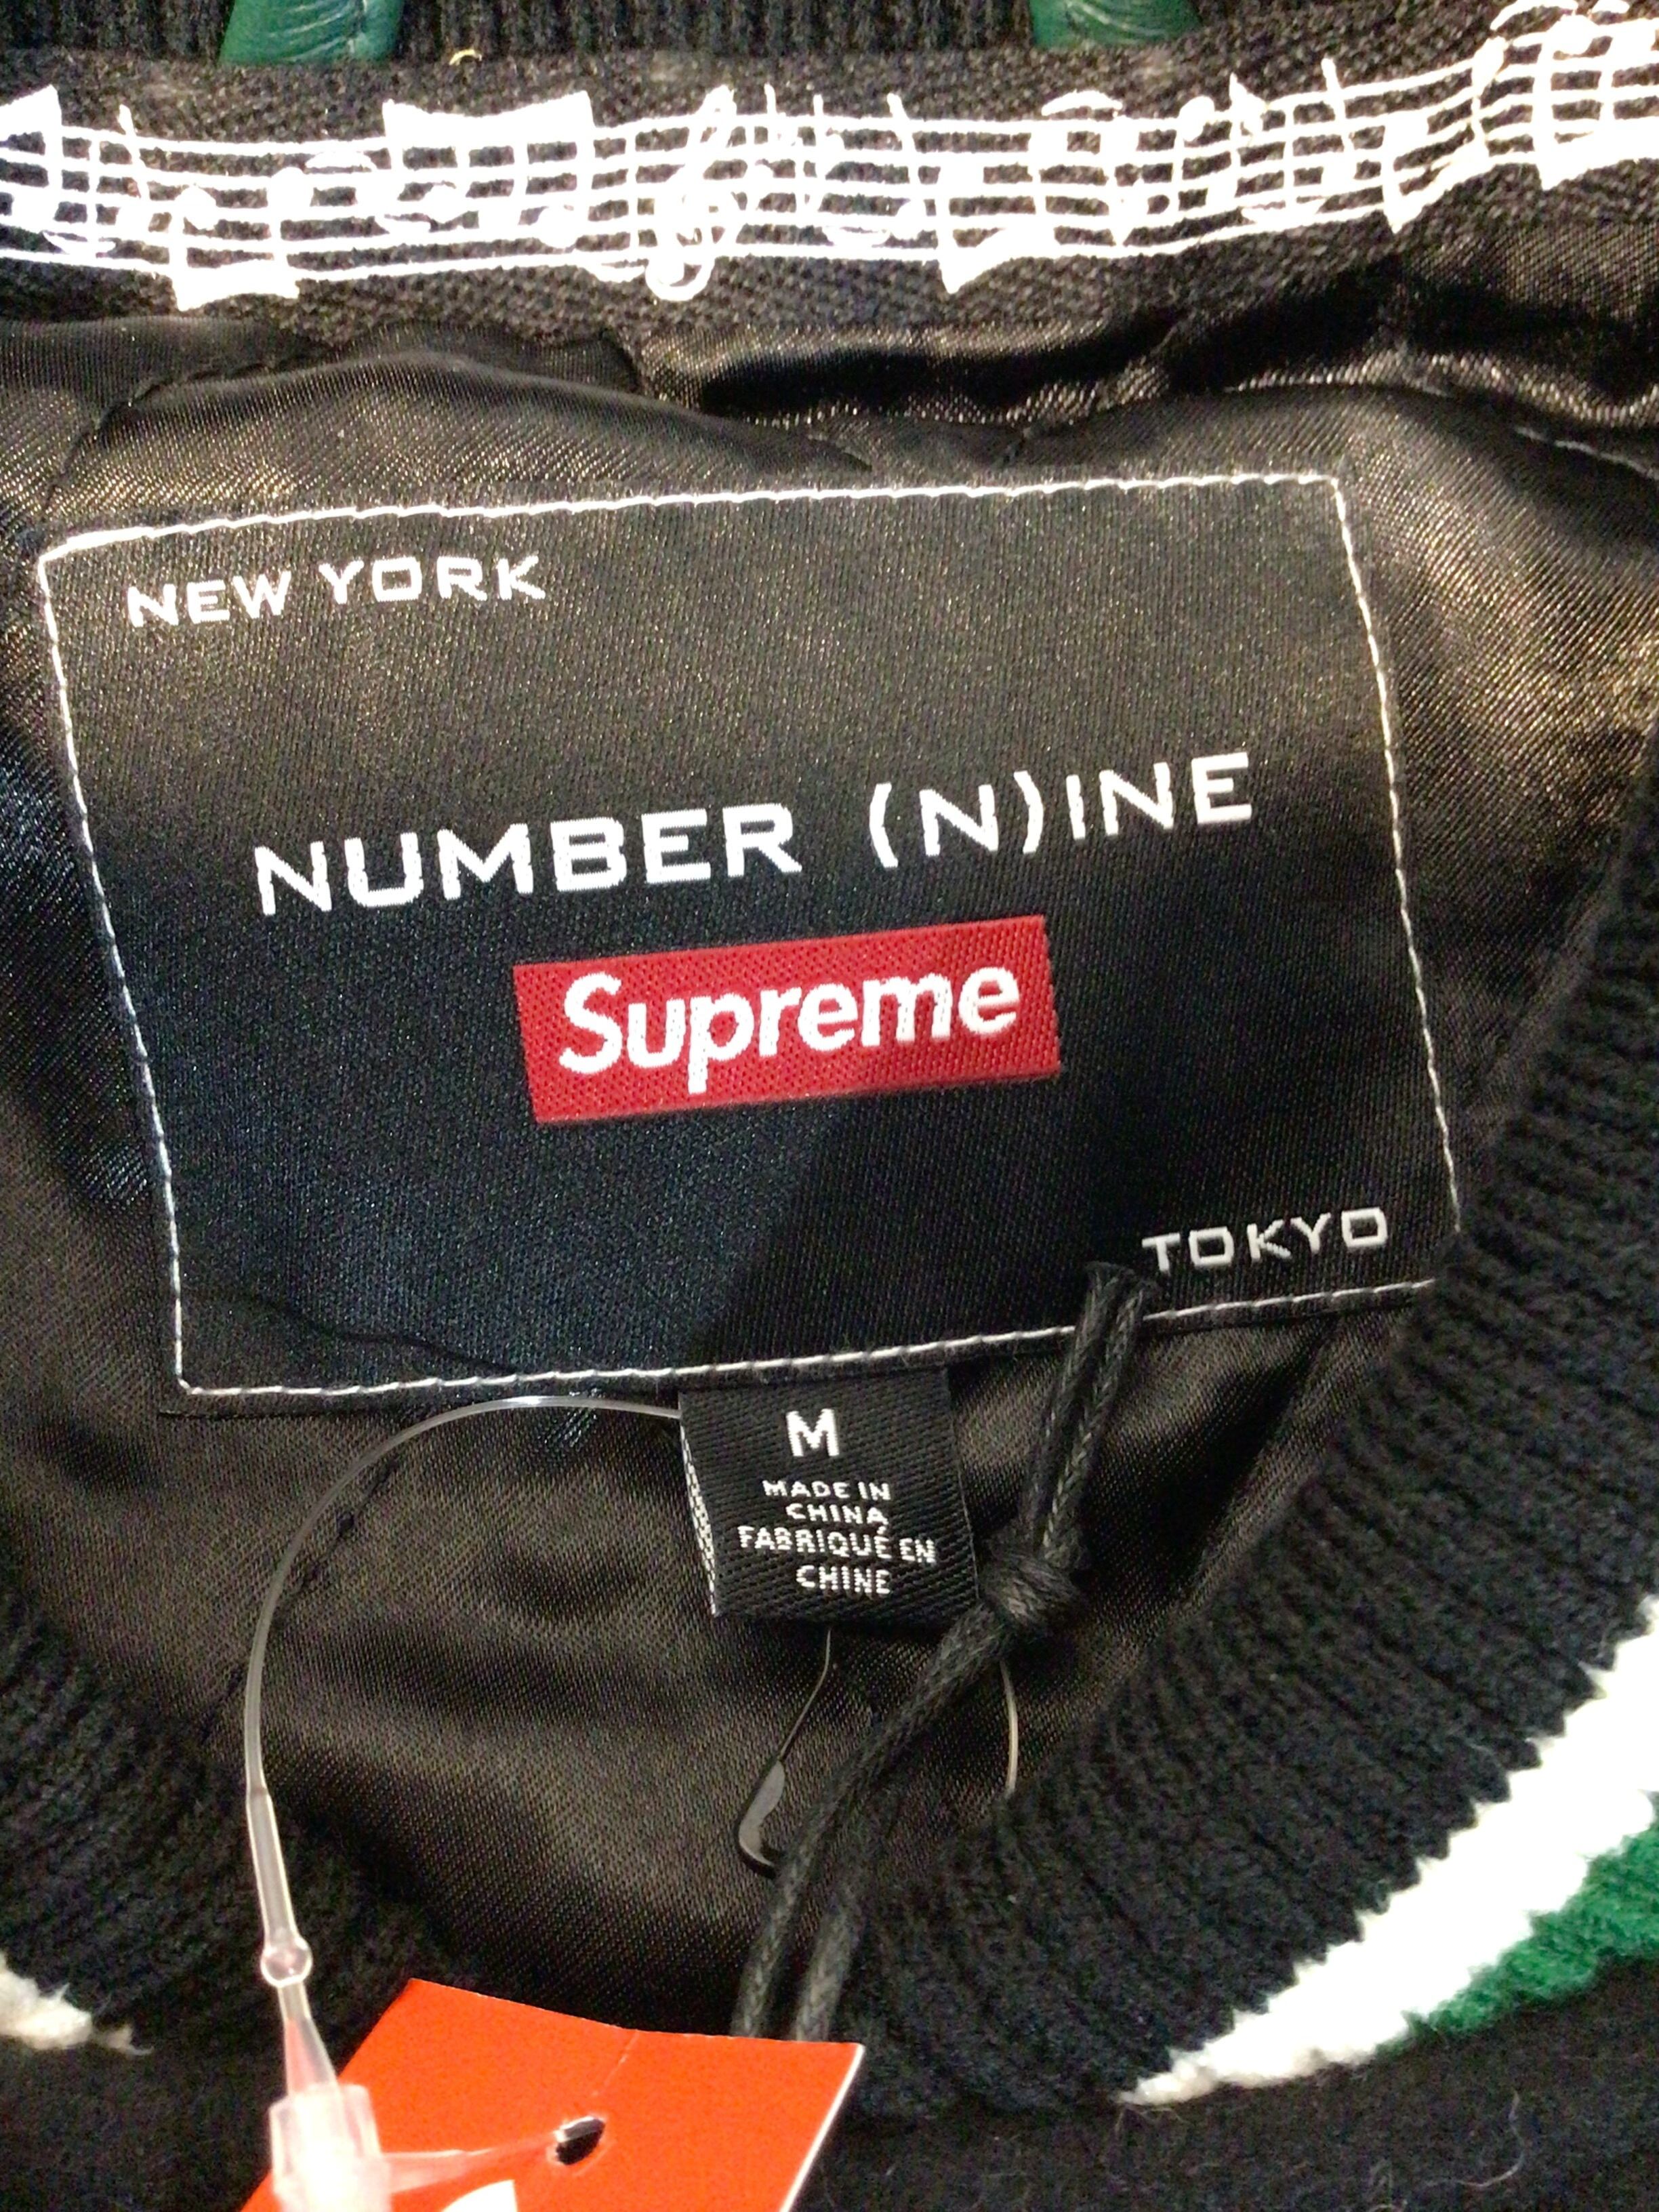 NEW YORK
NUMBER (N)INE
Supreme
TOKYO
M
MADE IN
CHINA
FABRIQUÉ EN
CHINE